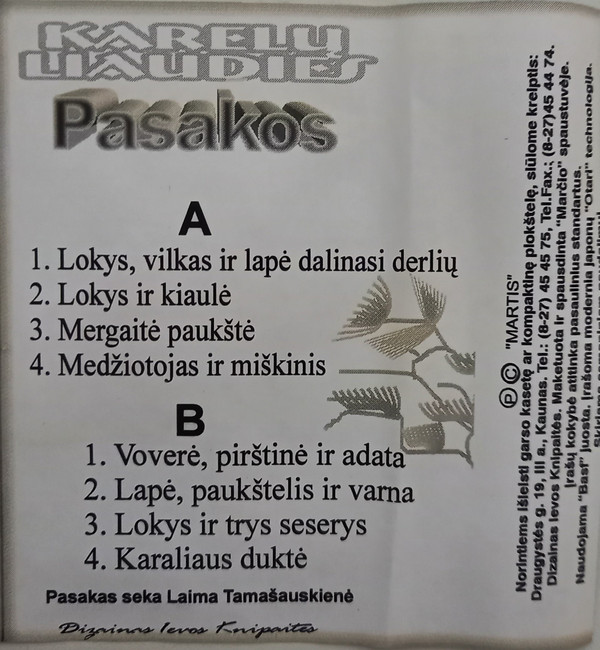 KARELŲ
LIAUDIES
Pasakos
A
1. Lokys, vilkas ir lapė dalinasi derlių
2. Lokys ir kiaulė
3. Mergaitė paukštė
4. Medžiotojas ir miškinis
B
1. Voverė, pirštinė ir adata
2. Lapė, paukštelis ir varna
3. Lokys ir trys seserys
4. Karaliaus duktė
Pasakas seka Laima Tamašauskienė
Dizainas Ievos Knipaitės
Ⓟ© "MARTIS"
Norintiems išleisti garso kasetę ar kompaktinę plokštelę, siūlome kreiptis:
Draugystės g. 19, III a., Kaunas. Tel.: (8-27) 45 45 75, Tel.Fax.: (8-27)45 44 74.
Dizainas Ievos Knipaitės. Maketuota ir spausdinta "Marčio" spaustuvėje.
Įrašų kokybė atitinka pasaulinius standartus.
Naudojama "Basf" juosta. Įrašoma modernia japonų "Otari" technologija.